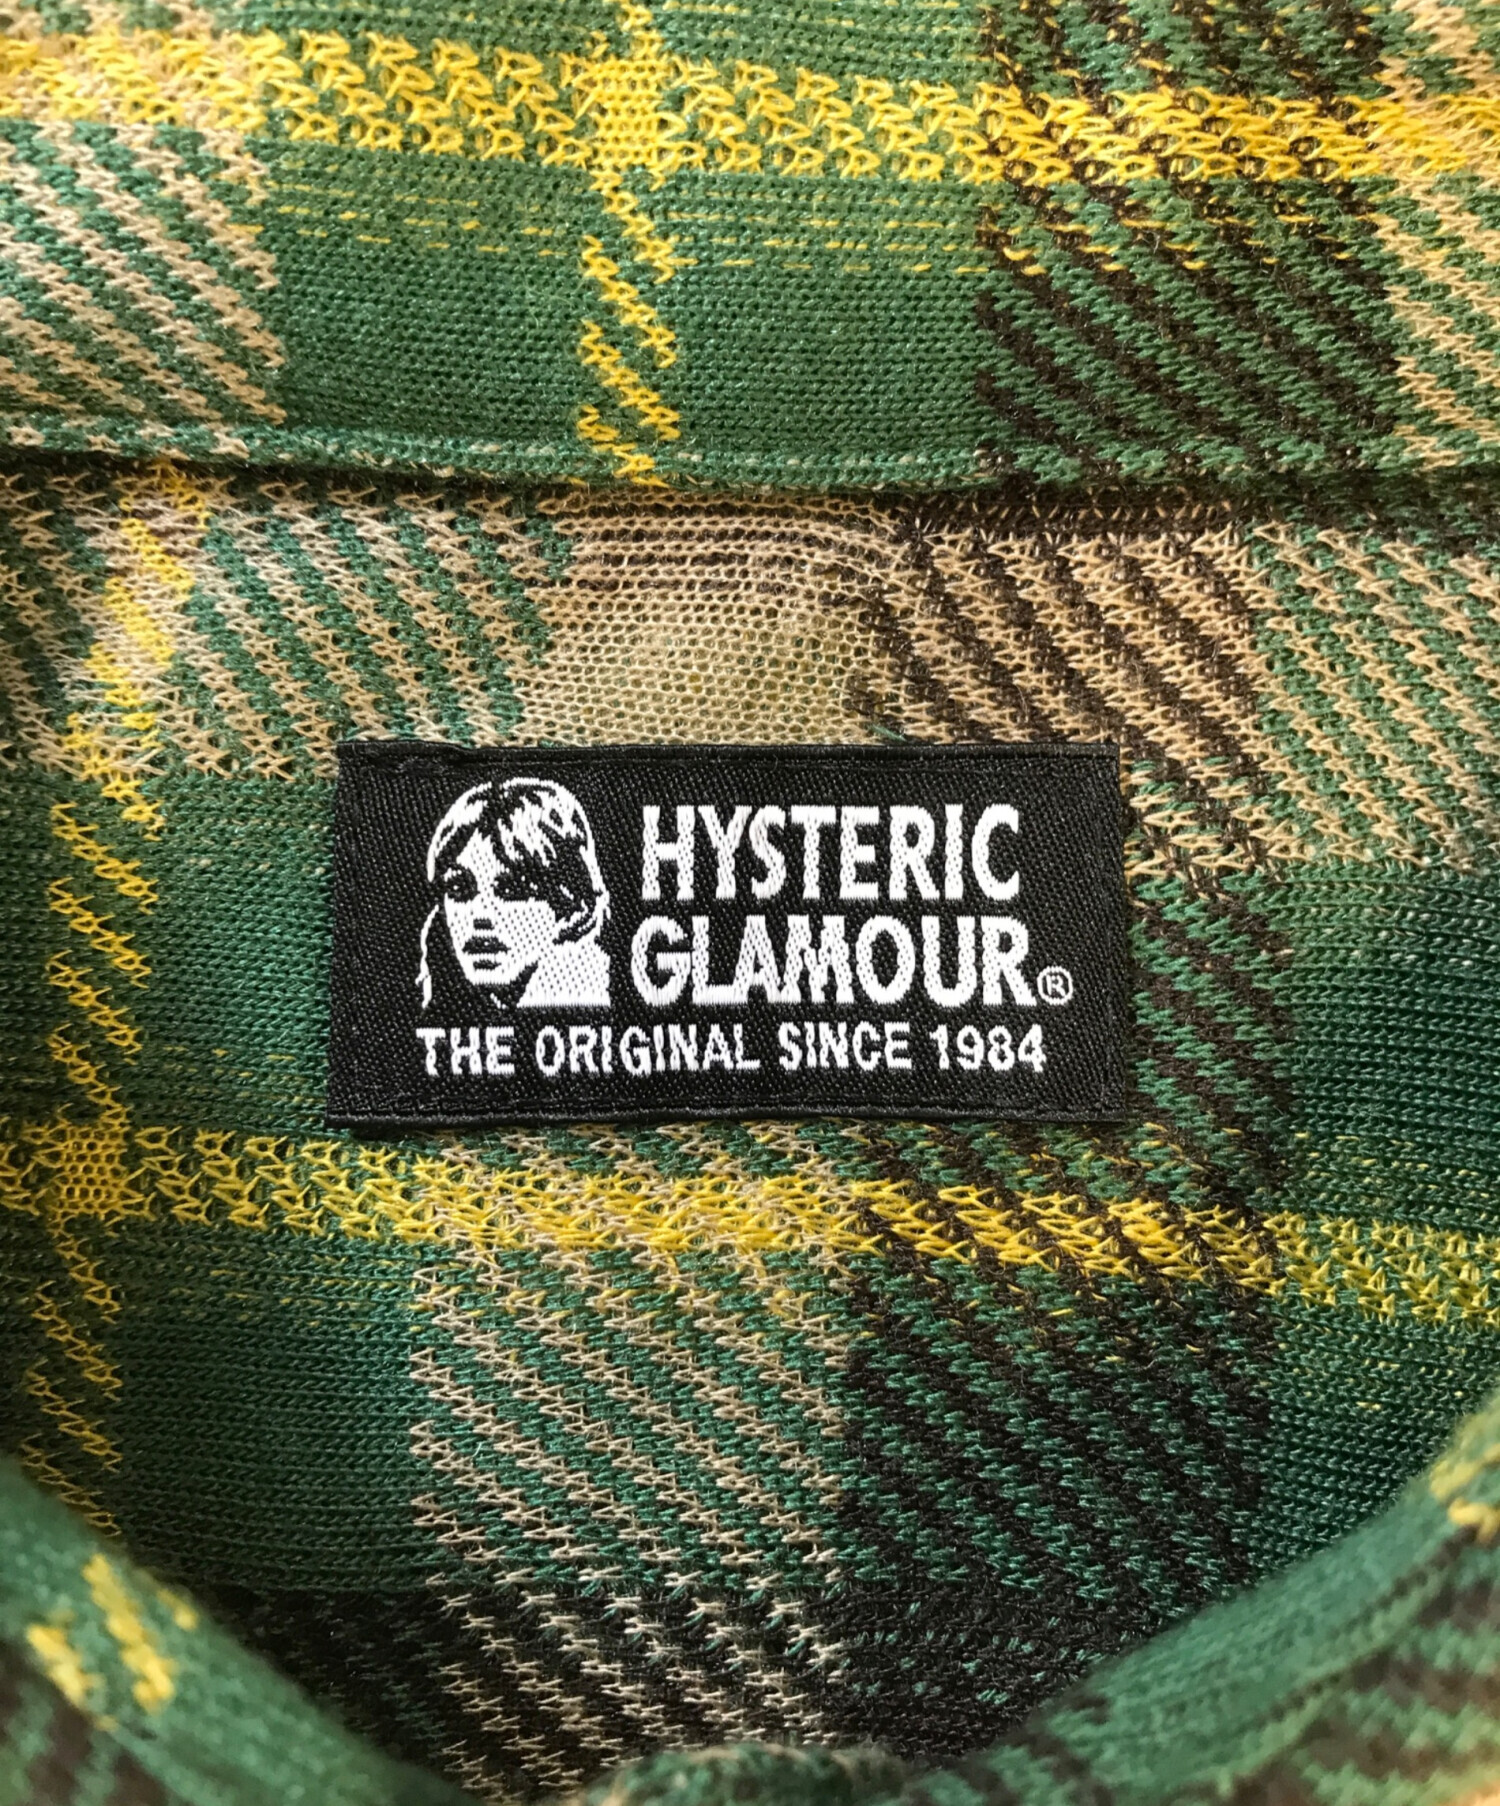 HYSTERIC
GLAMOUR®
THE ORIGINAL SINCE 1984